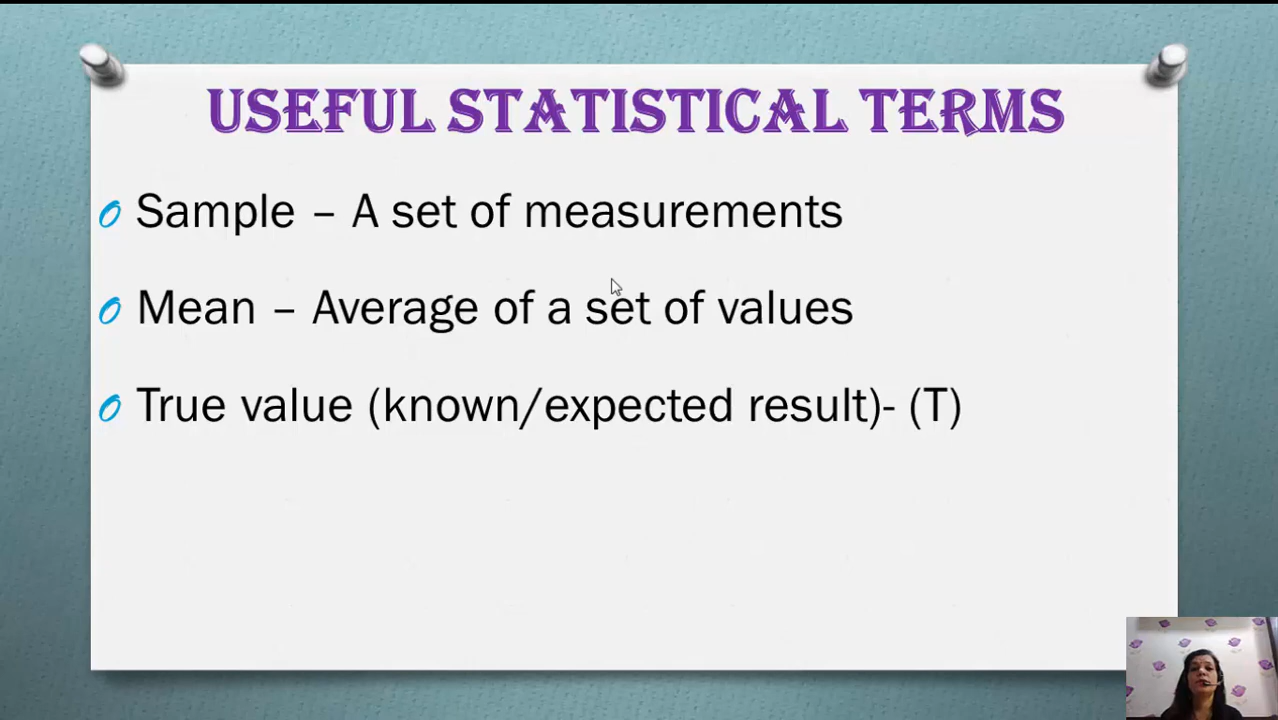 USEFUL STATISTICAL TERMS
Sample – A set of measurements
Mean – Average of a set of values
True value (known/expected result)- (T)